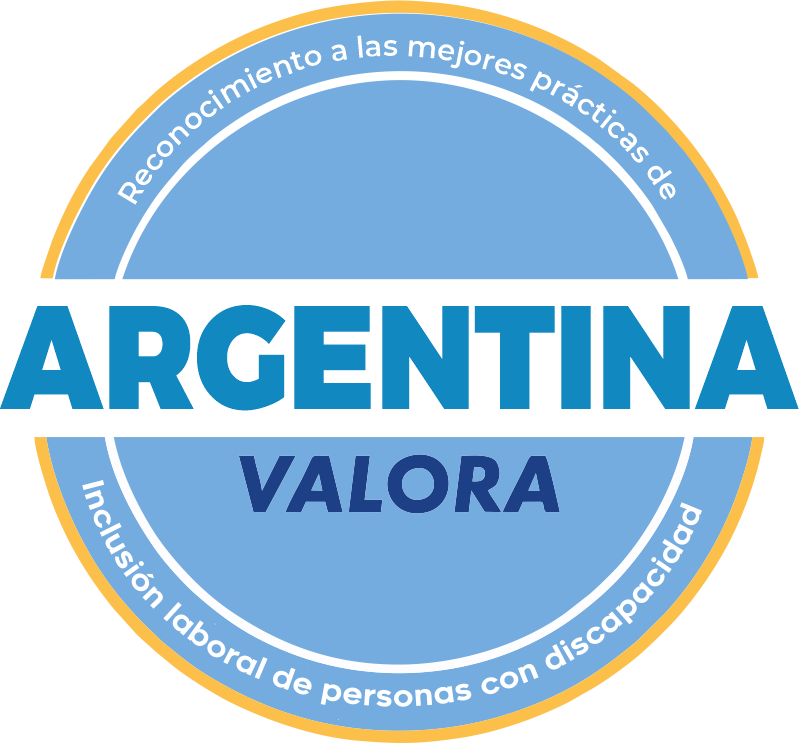 Reconocimiento a las mejores prácticas de
ARGENTINA
VALORA
Inclusión laboral de personas con discapacidad